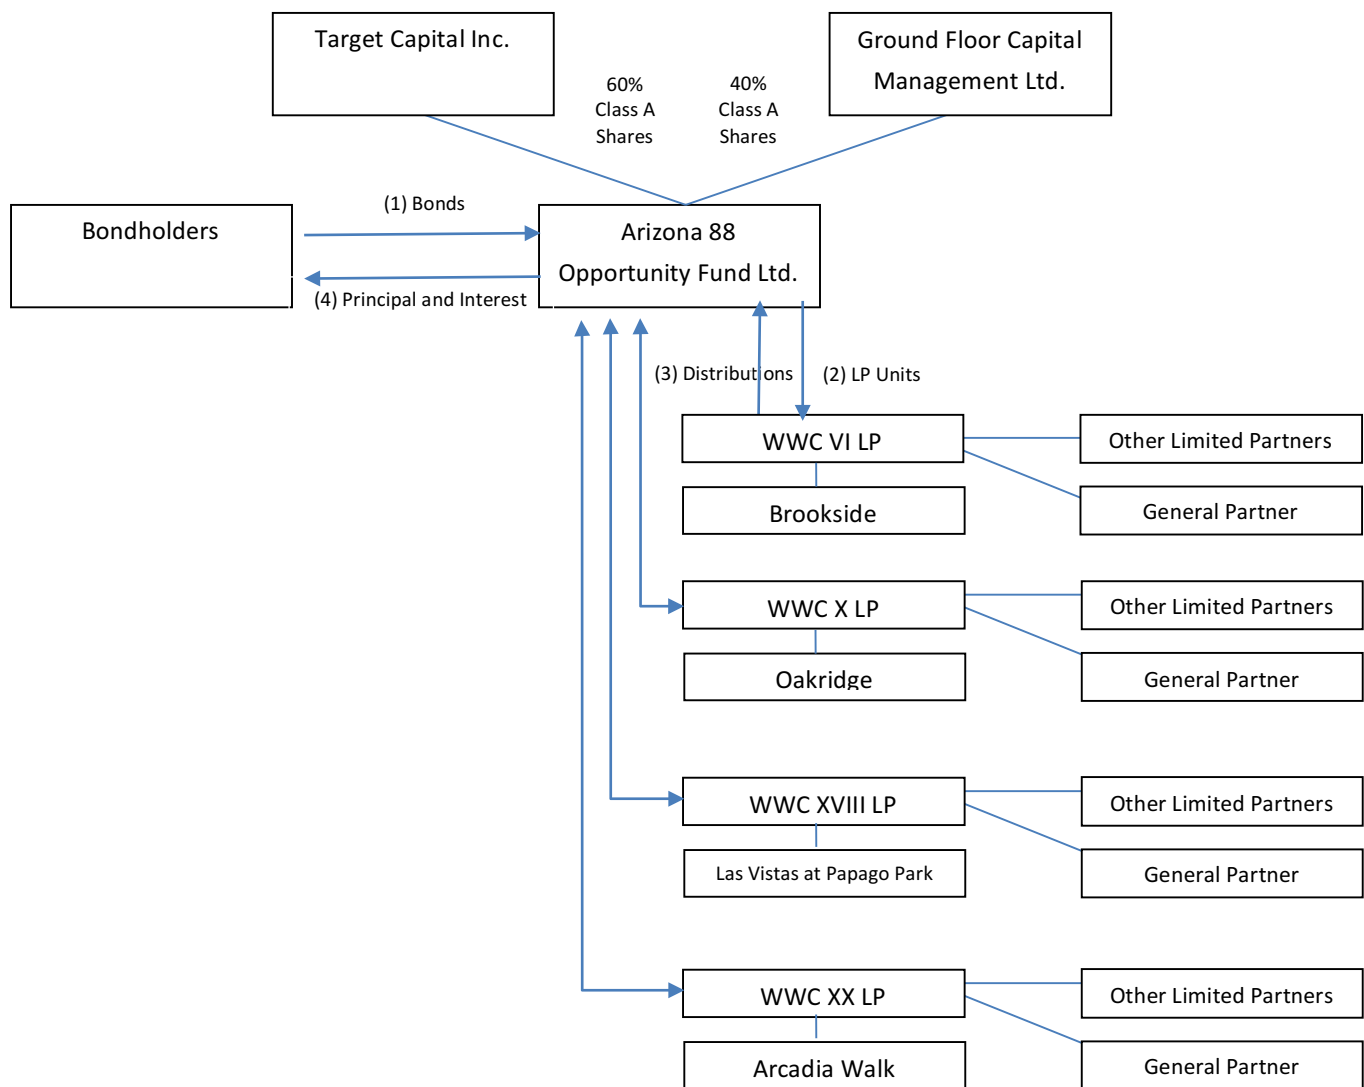 Target Capital Inc.
Ground Floor Capital
Management Ltd.
60%
Class A
Shares
40%
Class A
Shares
(1) Bonds
Bondholders
Arizona 88
Opportunity Fund Ltd.
(4) Principal and Interest
(3) Distributions
(2) LP Units
WWC VI LP
Other Limited Partners
Brookside
General Partner
WWC X LP
Other Limited Partners
Oakridge
General Partner
WWC XVIII LP
Other Limited Partners
Las Vistas at Papago Park
General Partner
WWC XX LP
Other Limited Partners
Arcadia Walk
General Partner